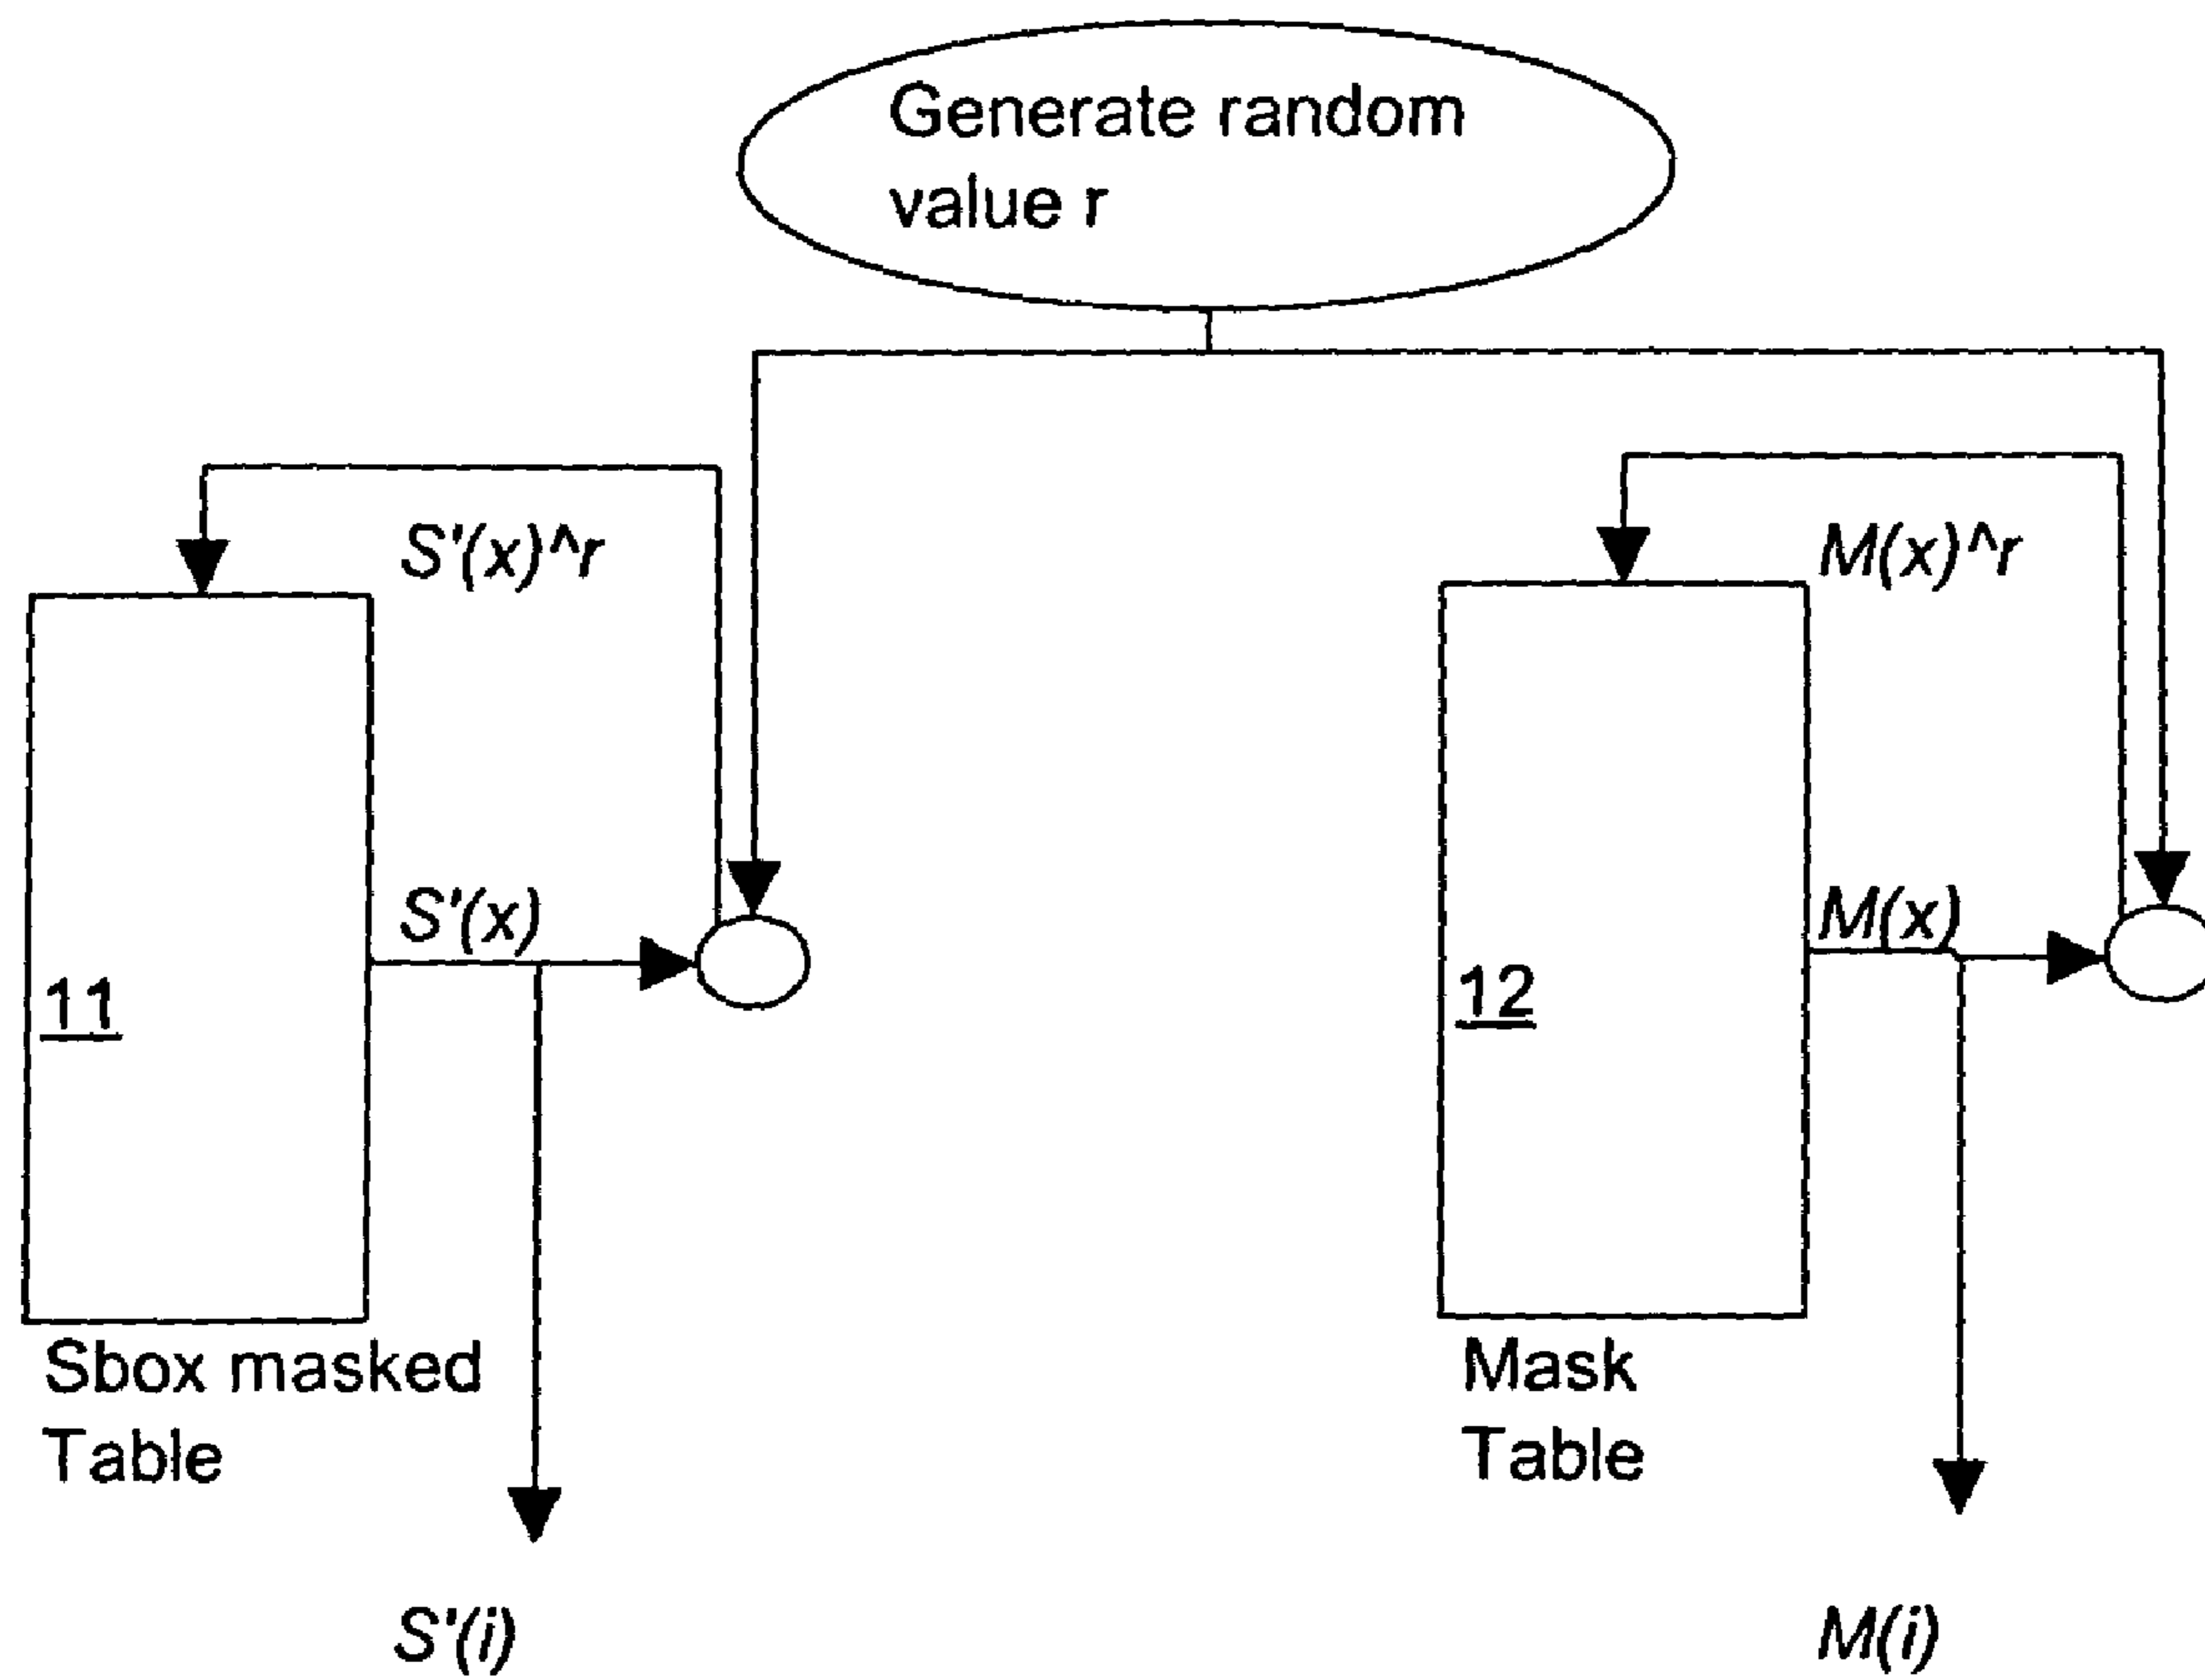 Generate random
value r
S'(x)^r
M(x)^r
S'(x)
M(x)
11
12
Sbox masked
Table
Mask
Table
S'(i)
M(i)